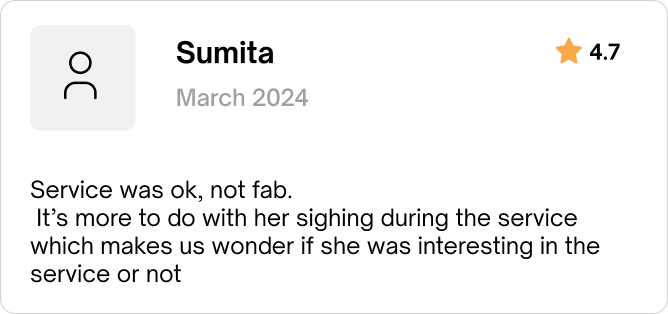 Sumita
4.7
March 2024
Service was ok, not fab.
It’s more to do with her sighing during the service
which makes us wonder if she was interesting in the
service or not